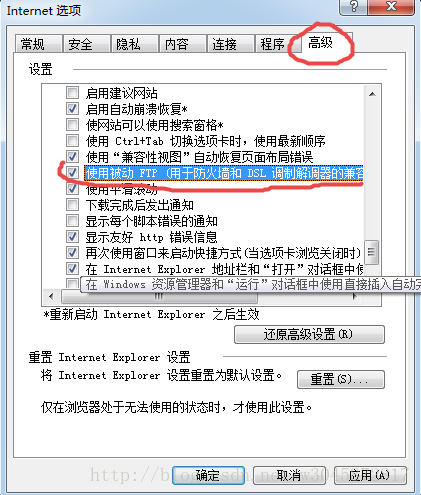 Internet 选项
常规 安全 隐私 内容 连接 程序 高级
设置
启用建议网站
启用自动崩溃恢复*
使网站可以使用搜索窗格*
使用 Ctrl+Tab 切换选项卡时，使用最新顺序
使用“兼容性视图”自动恢复页面布局错误
使用被动 FTP (用于防火墙和 DSL 调制解调器的兼容
使用平滑滚动
下载完成后发出通知
显示每个脚本错误的通知
显示友好 http 错误信息
再次使用窗口来启动快捷方式(当选项卡浏览关闭时)
在 Internet Explorer 地址栏和“打开”对话框中使
在 Windows 资源管理器和“运行”对话框中使用直接插入自动完
*重新启动 Internet Explorer 之后生效
还原高级设置(R)
重置 Internet Explorer 设置
将 Internet Explorer 设置重置为默认设置。
重置(S)...
仅在浏览器处于无法使用的状态时，才使用此设置。
确定 取消 应用(A)